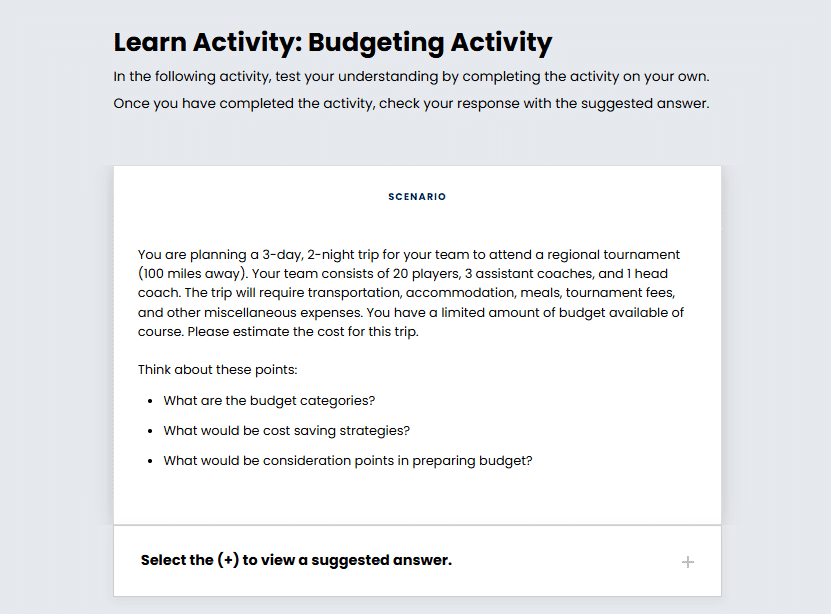 Learn Activity: Budgeting Activity
In the following activity, test your understanding by completing the activity on your own.
Once you have completed the activity, check your response with the suggested answer.
SCENARIO
You are planning a 3-day, 2-night trip for your team to attend a regional tournament
(100 miles away). Your team consists of 20 players, 3 assistant coaches, and 1 head
coach. The trip will require transportation, accommodation, meals, tournament fees,
and other miscellaneous expenses. You have a limited amount of budget available of
course. Please estimate the cost for this trip.
Think about these points:
• What are the budget categories?
• What would be cost saving strategies?
• What would be consideration points in preparing budget?
Select the (+) to view a suggested answer.
+